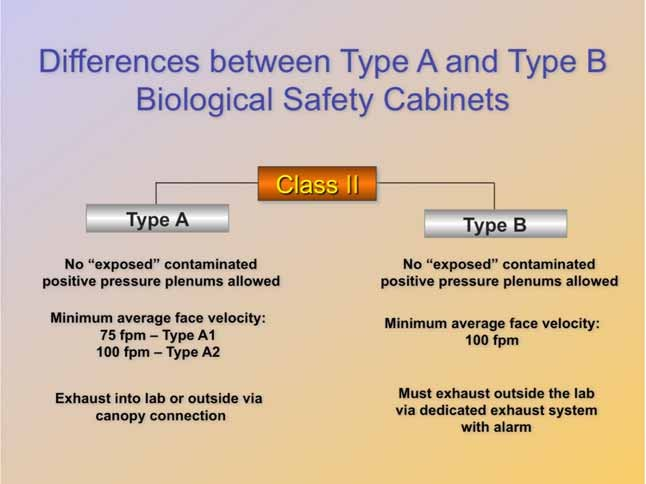 Differences between Type A and Type B
Biological Safety Cabinets
Class II
Type A
No “exposed” contaminated
positive pressure plenums allowed
Minimum average face velocity:
75 fpm – Type A1
100 fpm – Type A2
Exhaust into lab or outside via
canopy connection
Type B
No “exposed” contaminated
positive pressure plenums allowed
Minimum average face velocity:
100 fpm
Must exhaust outside the lab
via dedicated exhaust system
with alarm